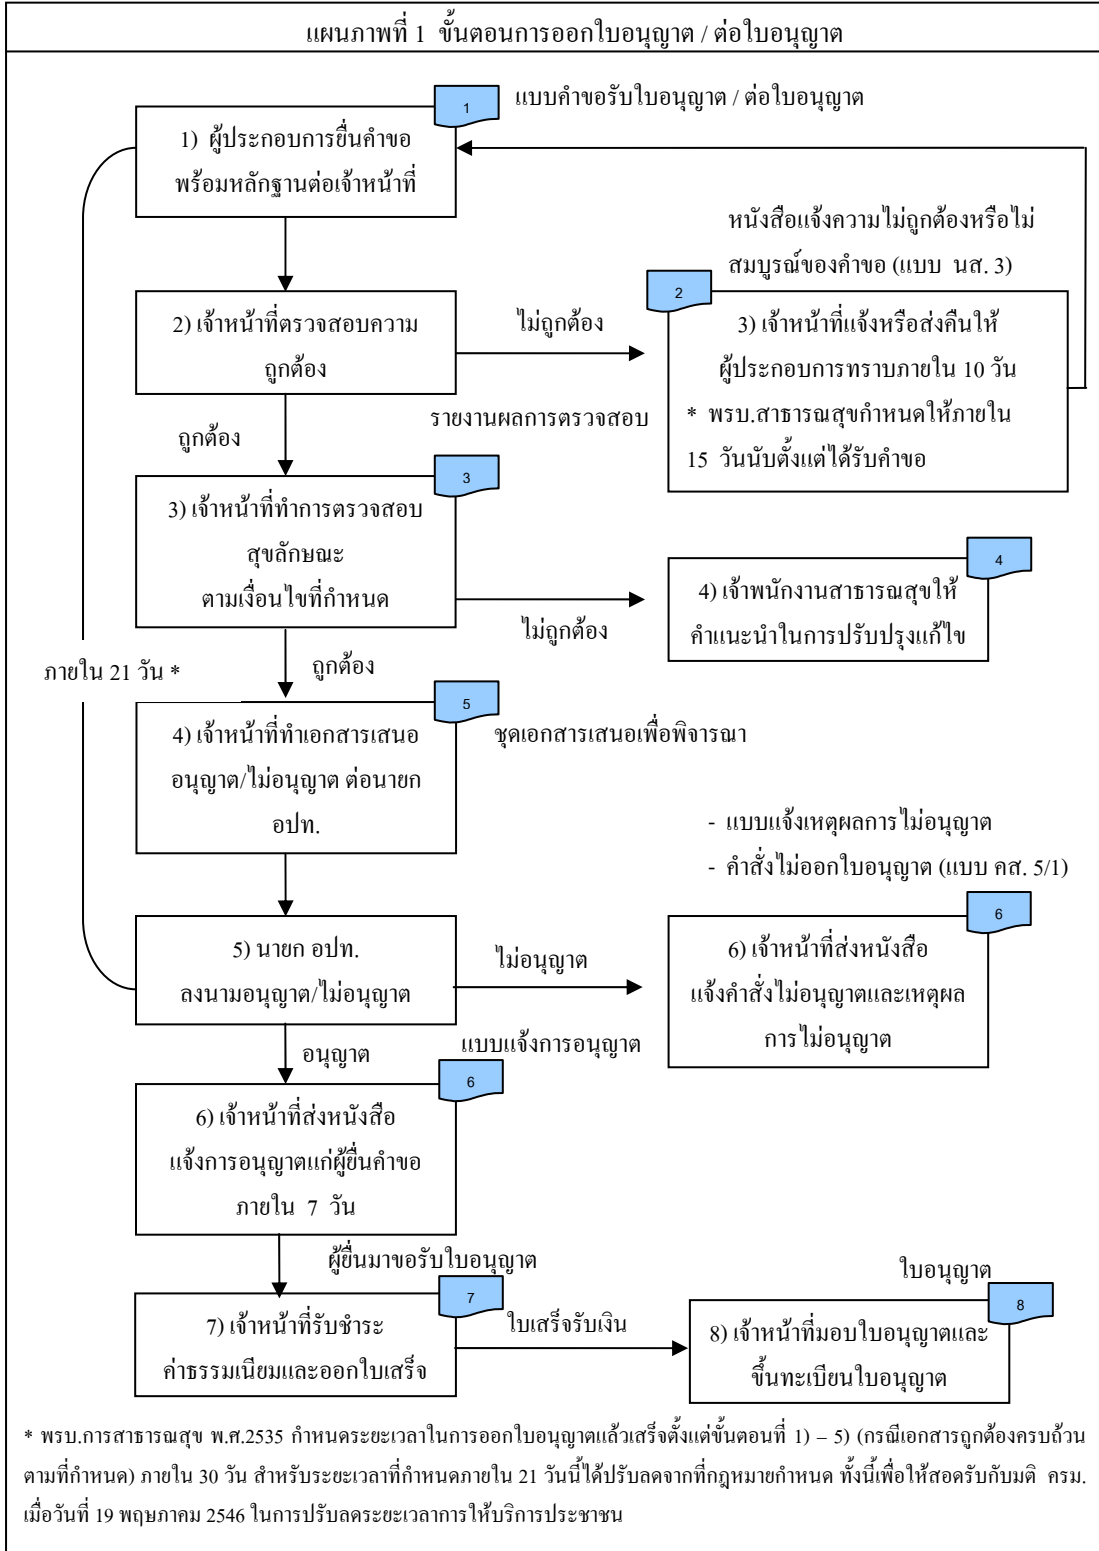 แผนภาพที่ 1  ขั้นตอนการออกใบอนุญาต / ต่อใบอนุญาต
1
แบบคำขอรับใบอนุญาต / ต่อใบอนุญาต
1)  ผู้ประกอบการยื่นคำขอ
พร้อมหลักฐานต่อเจ้าหน้าที่
หนังสือแจ้งความไม่ถูกต้องหรือไม่
สมบูรณ์ของคำขอ (แบบ  นส. 3)
2
2) เจ้าหน้าที่ตรวจสอบความ
ถูกต้อง
ไม่ถูกต้อง
3) เจ้าหน้าที่แจ้งหรือส่งคืนให้
ผู้ประกอบการทราบภายใน 10 วัน
*  พรบ.สาธารณสุขกำหนดให้ภายใน
15  วันนับตั้งแต่ได้รับคำขอ
รายงานผลการตรวจสอบ
ถูกต้อง
3
3) เจ้าหน้าที่ทำการตรวจสอบ
สุขลักษณะ
ตามเงื่อนไขที่กำหนด
ไม่ถูกต้อง
4
4) เจ้าพนักงานสาธารณสุขให้
คำแนะนำในการปรับปรุงแก้ไข
ภายใน 21 วัน *
ถูกต้อง
5
ชุดเอกสารเสนอเพื่อพิจารณา
4) เจ้าหน้าที่ทำเอกสารเสนอ
อนุญาต/ไม่อนุญาต ต่อนายก
อปท.
-  แบบแจ้งเหตุผลการไม่อนุญาต
-  คำสั่งไม่ออกใบอนุญาต (แบบ คส. 5/1)
5) นายก อปท.
ลงนามอนุญาต/ไม่อนุญาต
ไม่อนุญาต
6
6) เจ้าหน้าที่ส่งหนังสือ
แจ้งคำสั่งไม่อนุญาตและเหตุผล
การไม่อนุญาต
อนุญาต
แบบแจ้งการอนุญาต
6
6) เจ้าหน้าที่ส่งหนังสือ
แจ้งการอนุญาตแก่ผู้ยื่นคำขอ
ภายใน  7  วัน
ผู้ยื่นมาขอรับใบอนุญาต
7
7) เจ้าหน้าที่รับชำระ
ค่าธรรมเนียมและออกใบเสร็จ
ใบเสร็จรับเงิน
ใบอนุญาต
8
8) เจ้าหน้าที่มอบใบอนุญาตและ
ขึ้นทะเบียนใบอนุญาต
* พรบ.การสาธารณสุข พ.ศ.2535 กำหนดระยะเวลาในการออกใบอนุญาตแล้วเสร็จตั้งแต่ขั้นตอนที่ 1) – 5) (กรณีเอกสารถูกต้องครบถ้วน
ตามที่กำหนด) ภายใน 30 วัน สำหรับระยะเวลาที่กำหนดภายใน 21 วันนี้ได้ปรับลดจากที่กฎหมายกำหนด ทั้งนี้เพื่อให้สอดรับกับมติ  ครม.
เมื่อวันที่ 19 พฤษภาคม 2546 ในการปรับลดระยะเวลาการให้บริการประชาชน